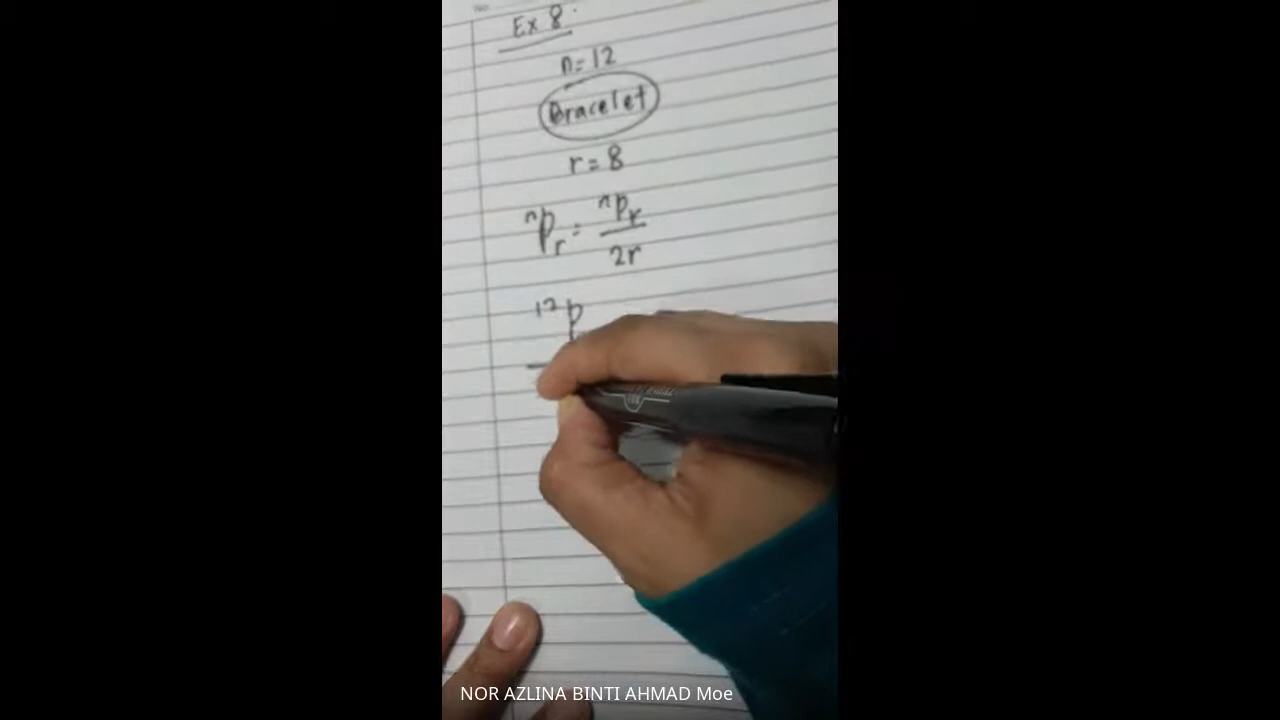 Ex 8
n=12
Bracelet
r=8
ⁿPᵣ = ⁿPᵣ / 2r
¹²P
NOR AZLINA BINTI AHMAD Moe